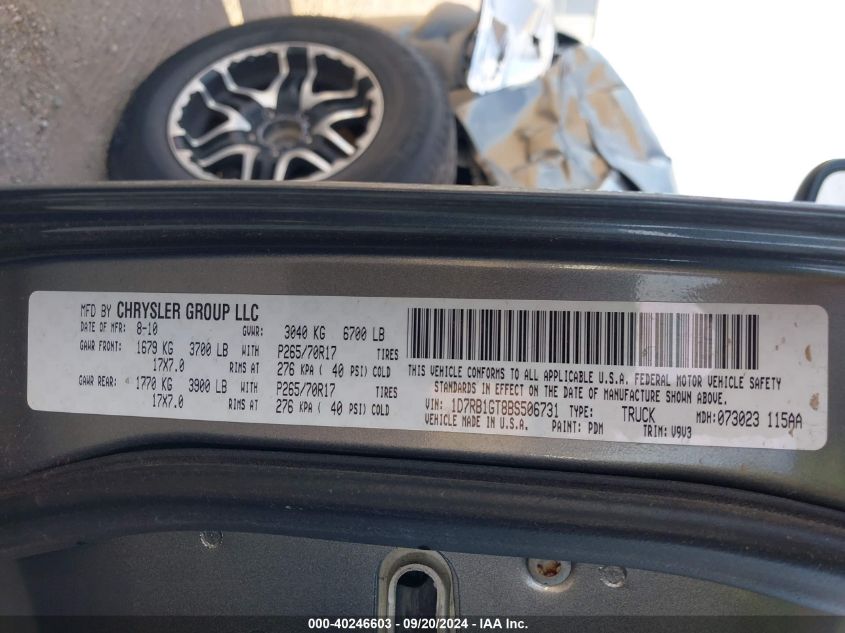 MFD BY CHRYSLER GROUP LLC
DATE OF MFR: 8-10 GVWR: 3040 KG 6700 LB
GAWR FRONT: 1679 KG 3700 LB WITH P265/70R17 TIRES
17X7.0 RIMS AT 276 KPA ( 40 PSI) COLD
GAWR REAR: 1770 KG 3900 LB WITH P265/70R17 TIRES
17X7.0 RIMS AT 276 KPA ( 40 PSI) COLD
THIS VEHICLE CONFORMS TO ALL APPLICABLE U.S.A. FEDERAL MOTOR VEHICLE SAFETY
STANDARDS IN EFFECT ON THE DATE OF MANUFACTURE SHOWN ABOVE.
VIN: 1D7RB1GT8BS506731 TYPE: TRUCK MDH: 073023 115AA
VEHICLE MADE IN U.S.A. PAINT: PDM TRIM: V9V3
000-40246603 - 09/20/2024 - IAA Inc.